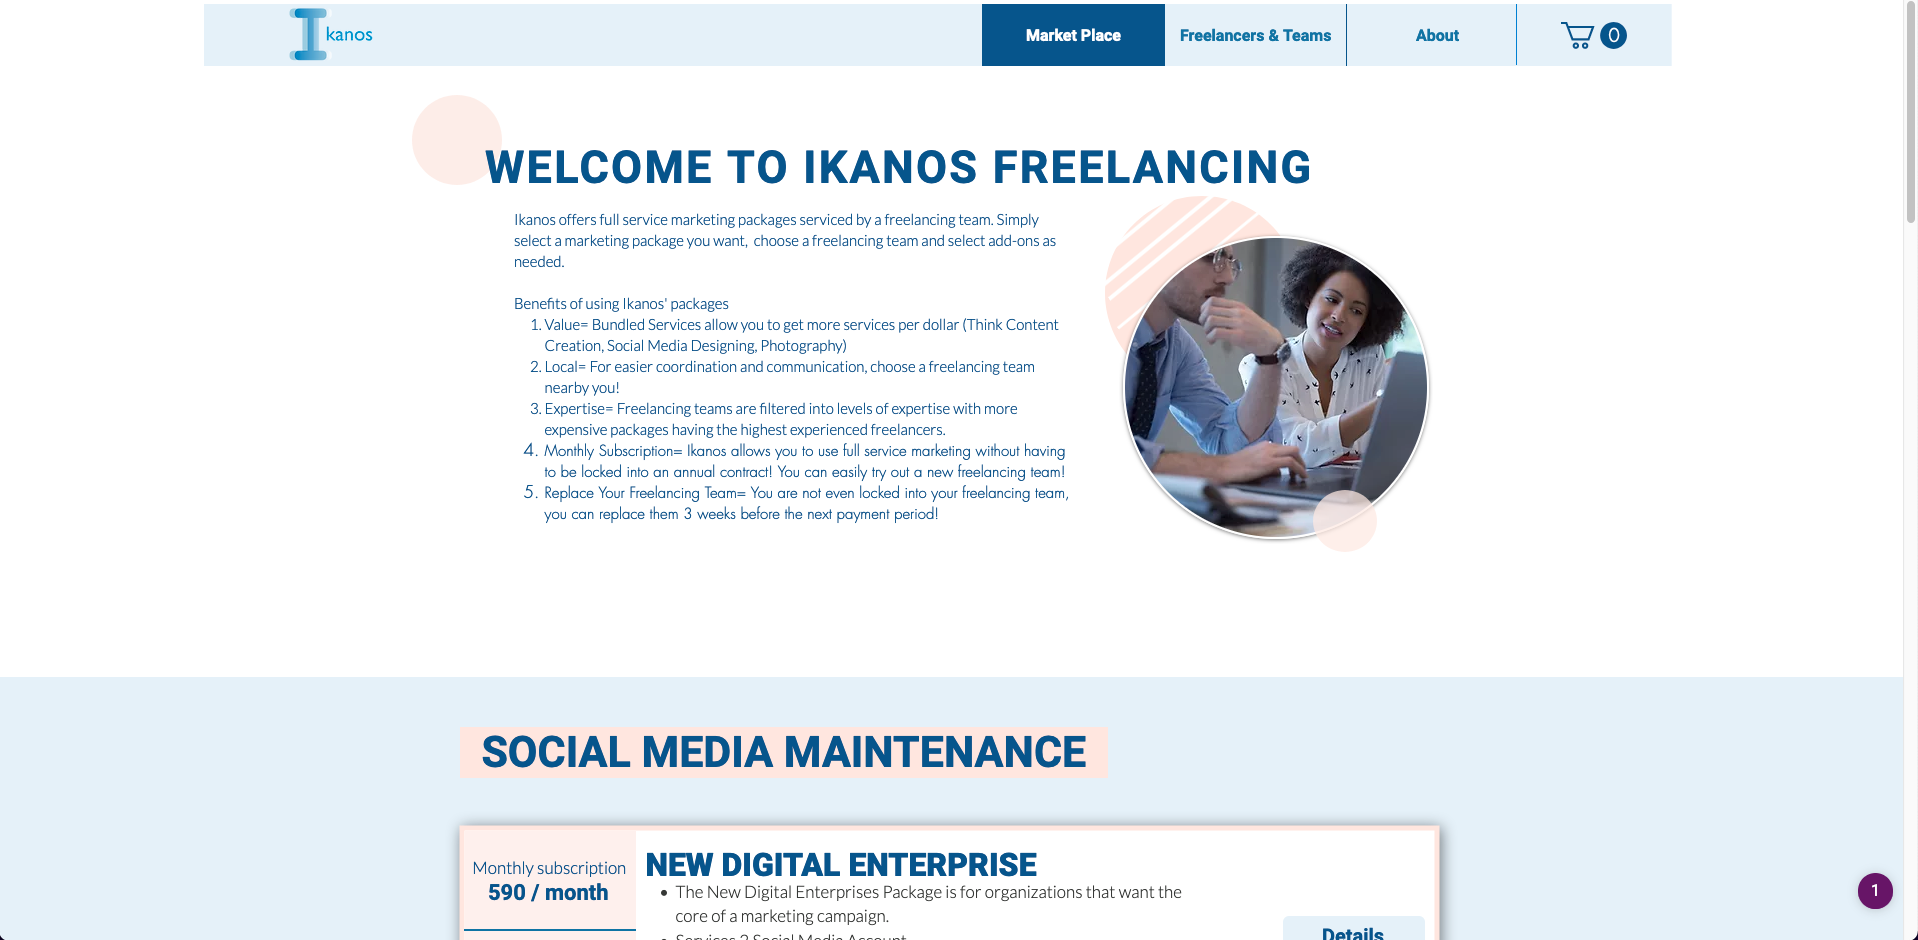 kanos
Market Place
Freelancers & Teams
About
0
WELCOME TO IKANOS FREELANCING
Ikanos offers full service marketing packages serviced by a freelancing team. Simply
select a marketing package you want,  choose a freelancing team and select add-ons as
needed.
Benefits of using Ikanos' packages
1. Value= Bundled Services allow you to get more services per dollar (Think Content
Creation, Social Media Designing, Photography)
2. Local= For easier coordination and communication, choose a freelancing team
nearby you!
3. Expertise= Freelancing teams are filtered into levels of expertise with more
expensive packages having the highest experienced freelancers.
4. Monthly Subscription= Ikanos allows you to use full service marketing without having
to be locked into an annual contract! You can easily try out a new freelancing team!
5. Replace Your Freelancing Team= You are not even locked into your freelancing team,
you can replace them 3 weeks before the next payment period!
SOCIAL MEDIA MAINTENANCE
Monthly subscription
590 / month
NEW DIGITAL ENTERPRISE
• The New Digital Enterprises Package is for organizations that want the
core of a marketing campaign.
• Services 2 Social Media Account
Details
1